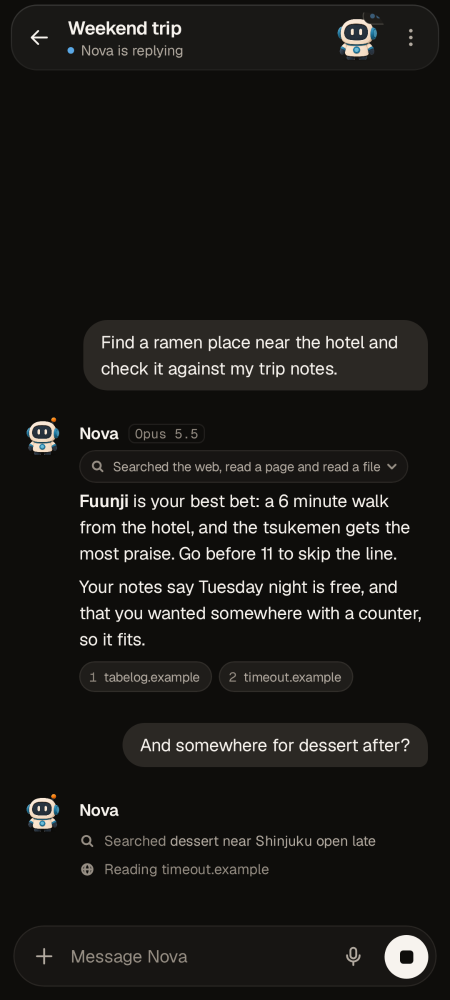 Weekend trip
Nova is replying
Find a ramen place near the hotel and
check it against my trip notes.
Nova Opus 5.5
Searched the web, read a page and read a file
Fuunji is your best bet: a 6 minute walk
from the hotel, and the tsukemen gets the
most praise. Go before 11 to skip the line.
Your notes say Tuesday night is free, and
that you wanted somewhere with a counter,
so it fits.
1 tabelog.example 2 timeout.example
And somewhere for dessert after?
Nova
Searched dessert near Shinjuku open late
Reading timeout.example
Message Nova